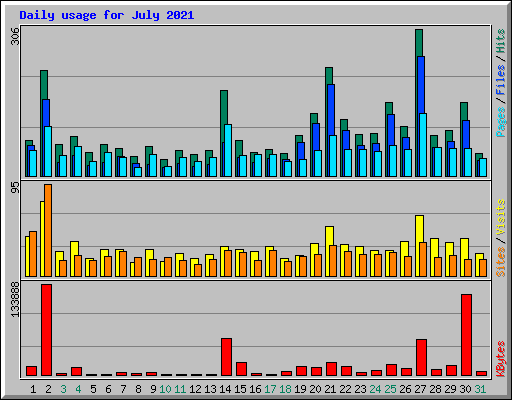 Daily usage for July 2021
306
Pages / Files / Hits
95
Sites / Visits
133888
KBytes
1 2 3 4 5 6 7 8 9 10 11 12 13 14 15 16 17 18 19 20 21 22 23 24 25 26 27 28 29 30 31